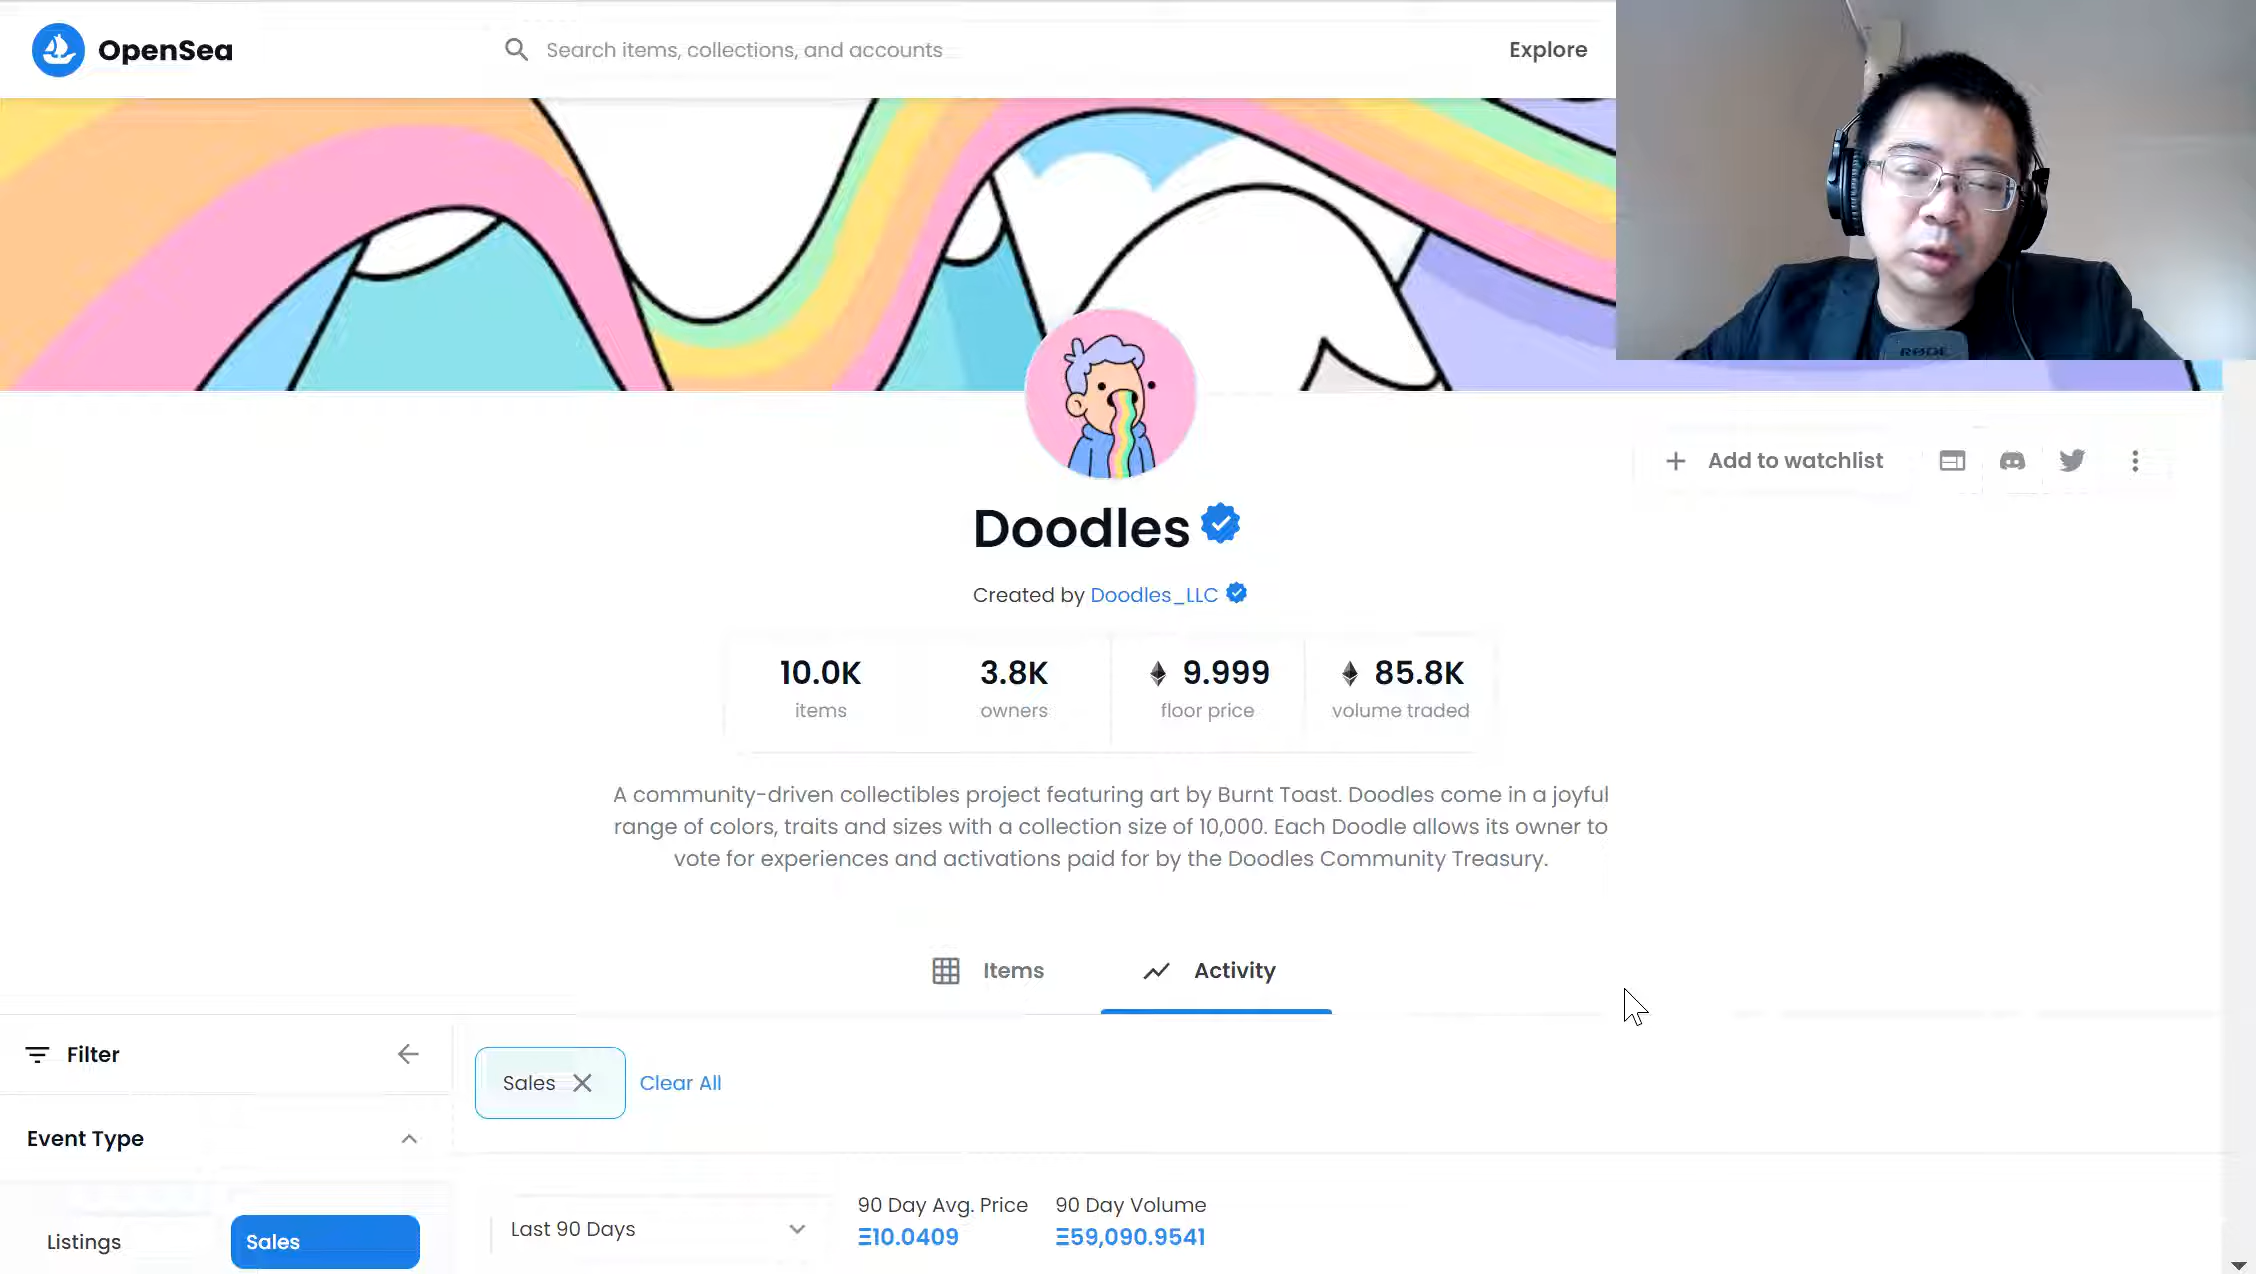 OpenSea
Search items, collections, and accounts
Explore
RØDE
Add to watchlist
Doodles
Created by Doodles_LLC
10.0K
items
3.8K
owners
9.999
floor price
85.8K
volume traded
A community-driven collectibles project featuring art by Burnt Toast. Doodles come in a joyful
range of colors, traits and sizes with a collection size of 10,000. Each Doodle allows its owner to
vote for experiences and activations paid for by the Doodles Community Treasury.
Items
Activity
Filter
Sales
Clear All
Event Type
Last 90 Days
90 Day Avg. Price
Ξ10.0409
90 Day Volume
Ξ59,090.9541
Listings
Sales